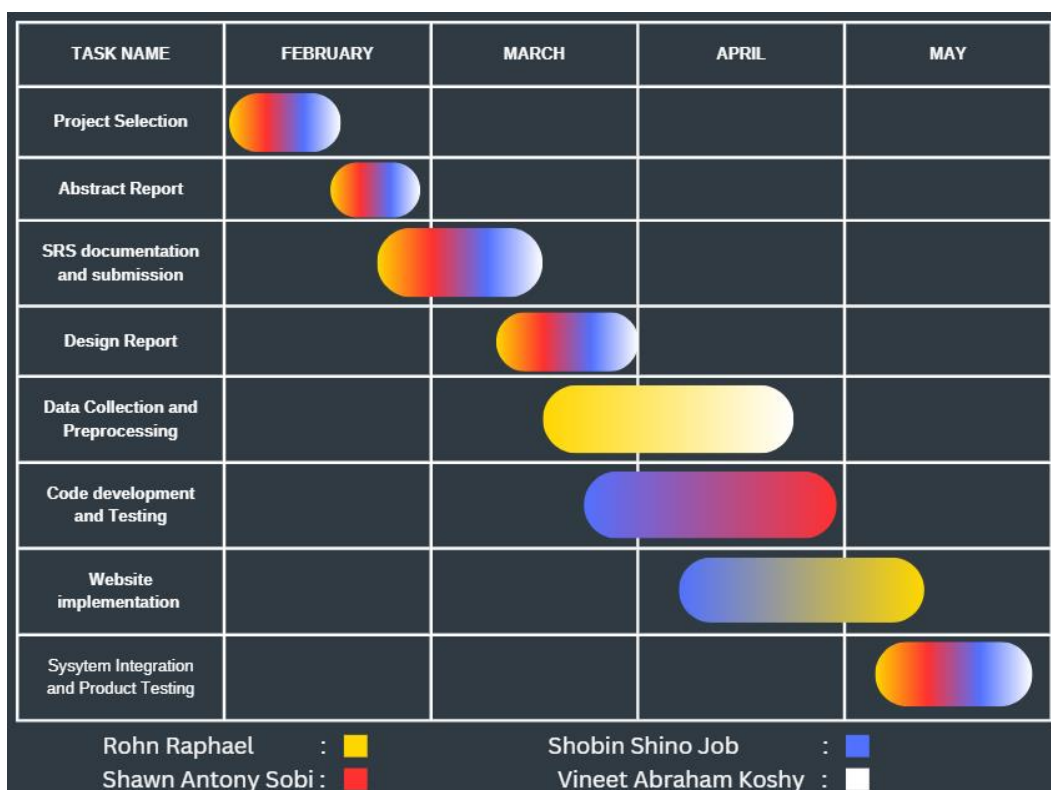 TASK NAME FEBRUARY MARCH APRIL MAY
Project Selection
Abstract Report
SRS documentation
and submission
Design Report
Data Collection and
Preprocessing
Code development
and Testing
Website
implementation
Sysytem Integration
and Product Testing
Rohn Raphael : Shobin Shino Job :
Shawn Antony Sobi : Vineet Abraham Koshy :